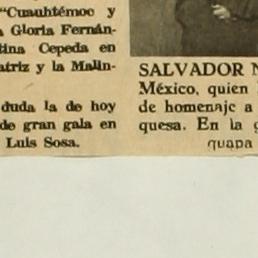 "Cuauhtémoc y
Gloria Fernán-
tina Cepeda en
atriz y la Malin-
duda la de hoy
de gran gala en
Luis Sosa.
SALVADOR N
México, quien
de homenaje a
quesa. En la g
guapa